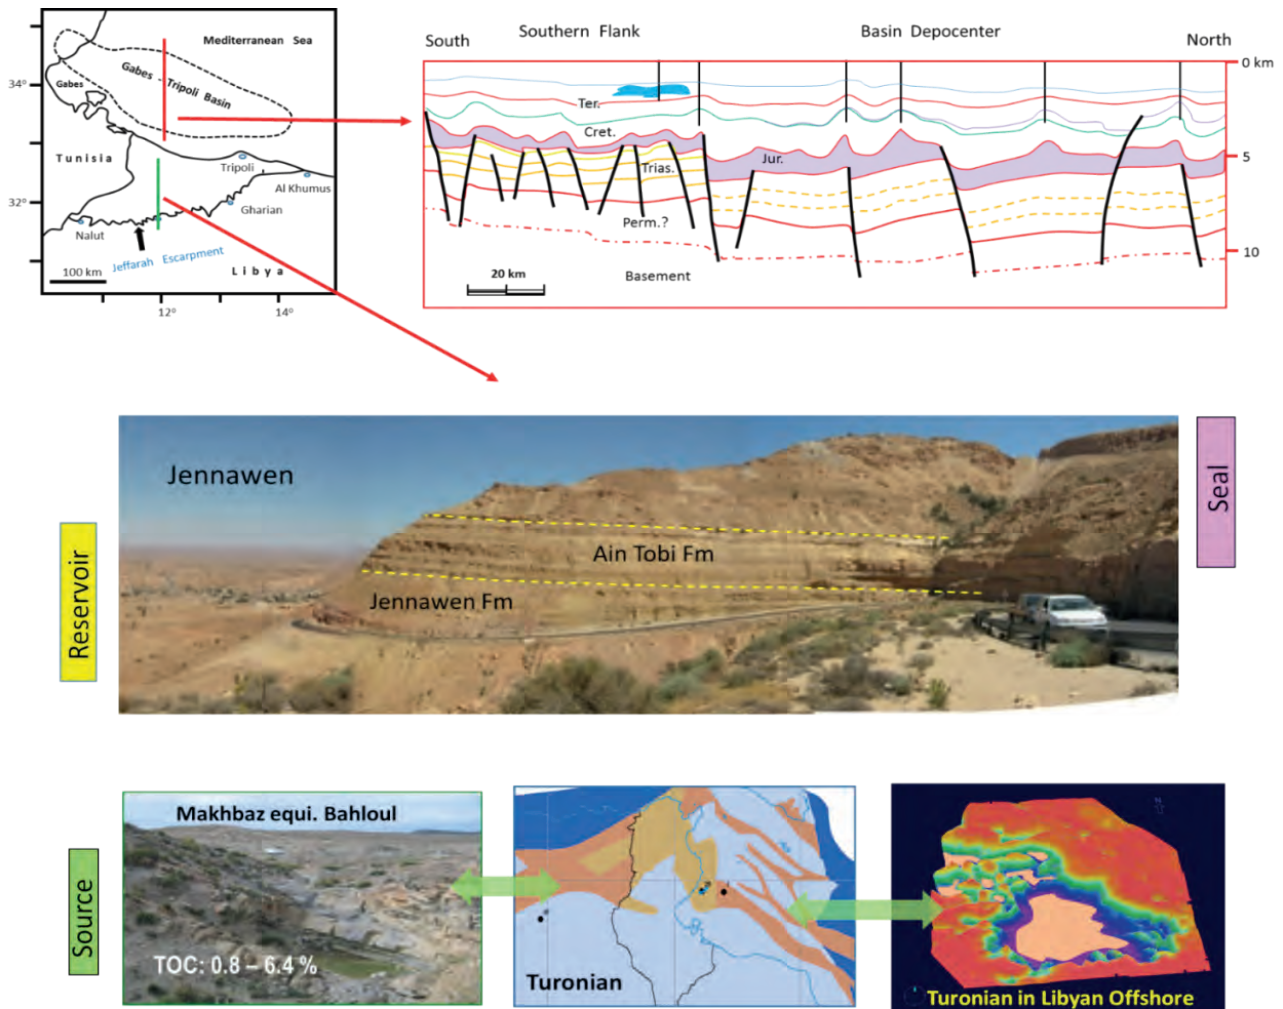 Mediterranean Sea
34°
Gabes
Gabes - Tripoli Basin
Tunisia
Tripoli
Al Khumus
32°
Gharian
Nalut
Jeffarah Escarpment
Libya
100 km
12°
14°
South
Southern Flank
Basin Depocenter
North
0 km
Ter.
Cret.
Jur.
5
Trias.
Perm.?
10
Basement
20 km
Jennawen
Seal
Ain Tobi Fm
Jennawen Fm
Reservoir
Makhbaz equi. Bahloul
Source
TOC: 0.8 – 6.4 %
Turonian
Turonian in Libyan Offshore